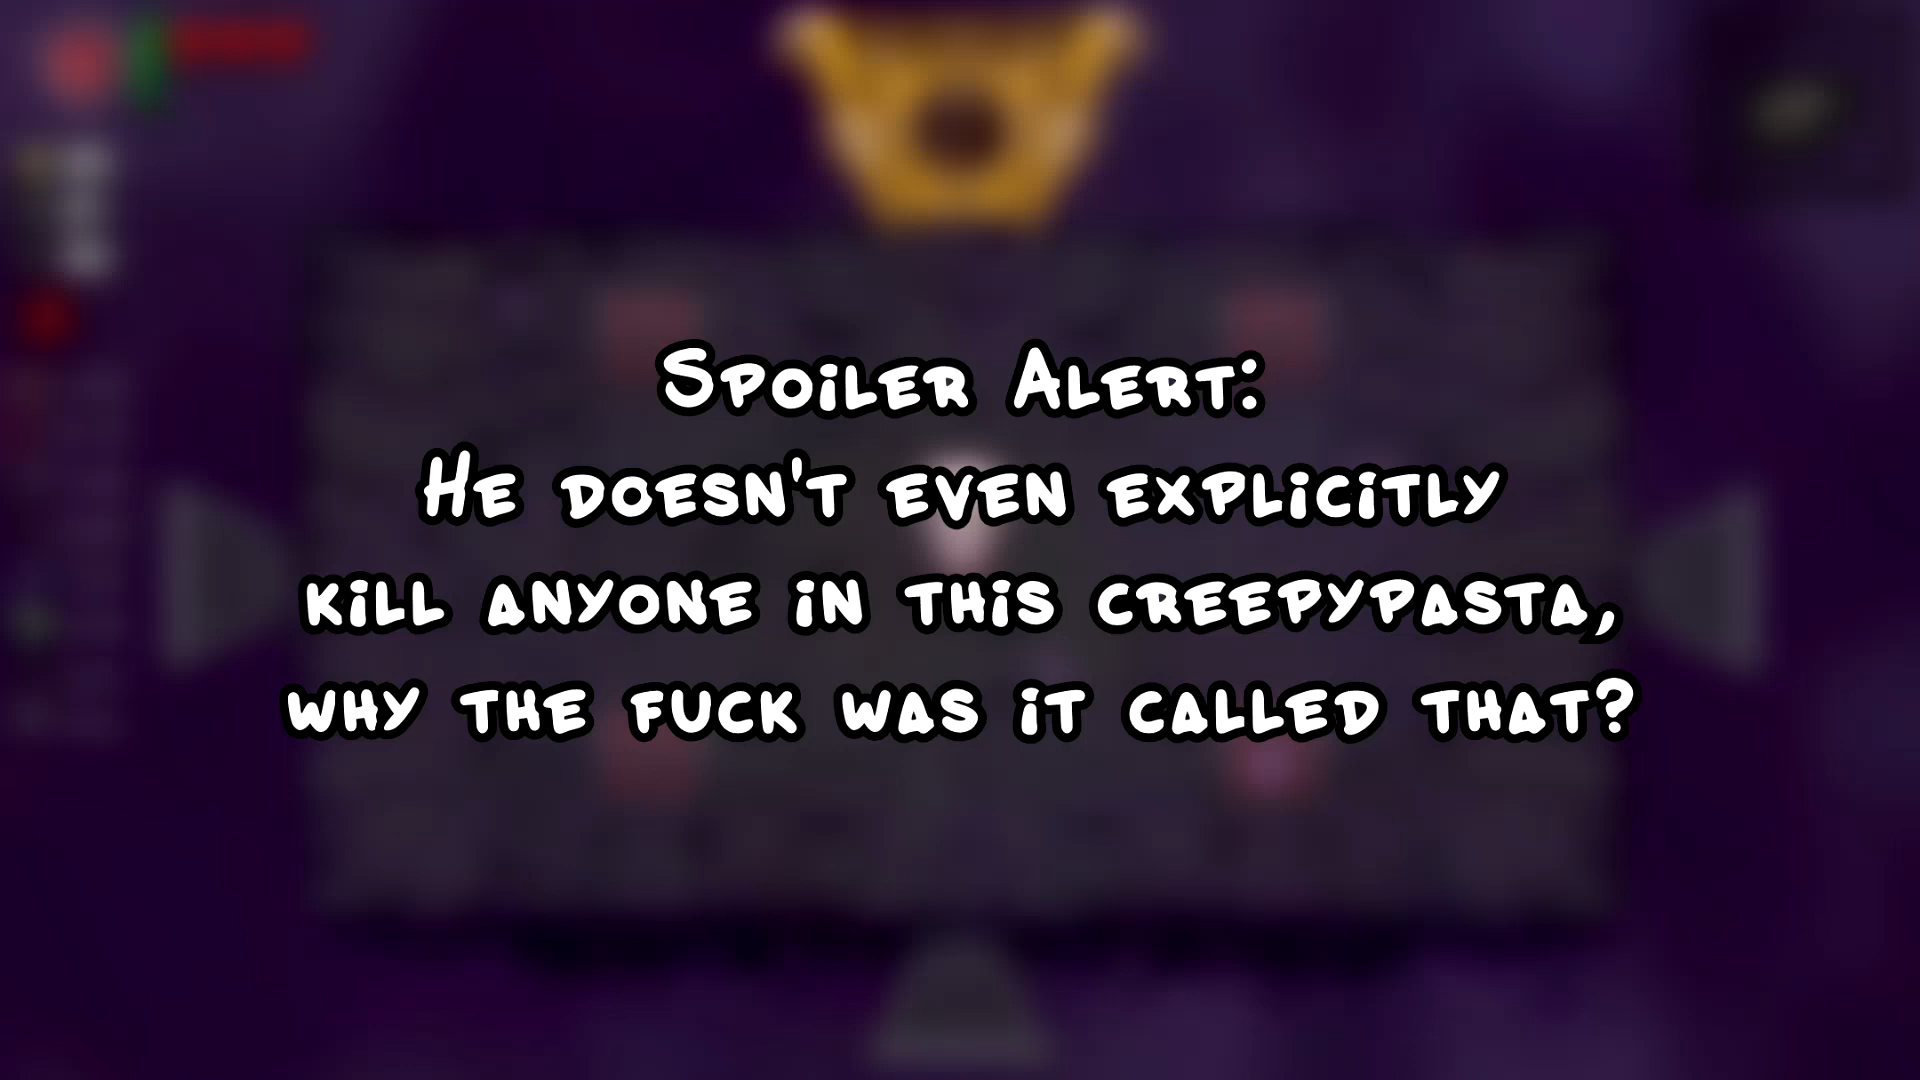 Spoiler Alert:
He doesn't even explicitly
kill anyone in this creepypasta,
why the fuck was it called that?